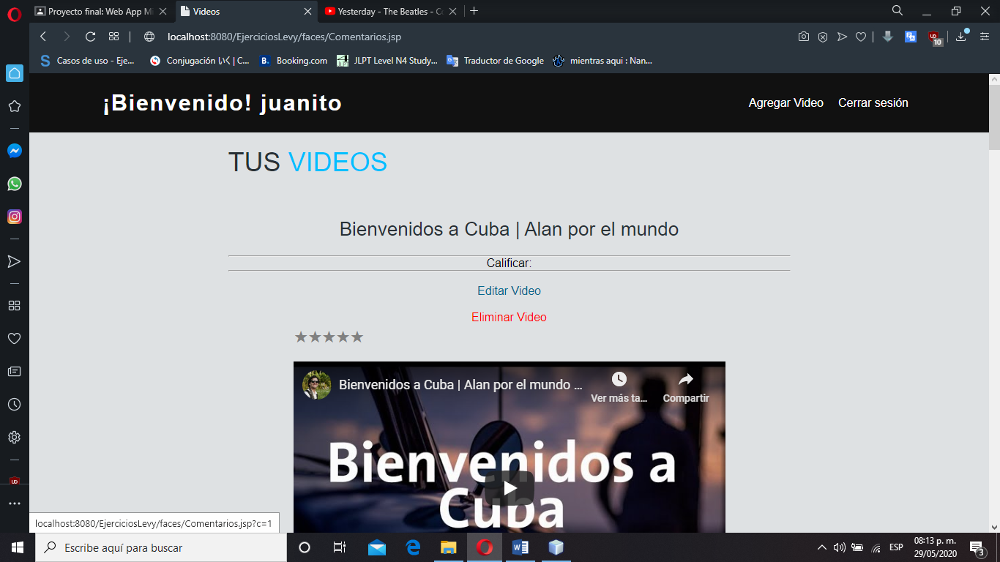 Proyecto final: Web App M
Videos
Yesterday - The Beatles - C
localhost:8080/EjerciciosLevy/faces/Comentarios.jsp
10
Casos de uso - Eje...
Conjugación いく | C...
Booking.com
JLPT Level N4 Study...
Traductor de Google
mientras aqui : Nan...
¡Bienvenido! juanito
Agregar Video
Cerrar sesión
TUS VIDEOS
Bienvenidos a Cuba | Alan por el mundo
Calificar:
Editar Video
Eliminar Video
★★★★★
Bienvenidos a Cuba | Alan por el mundo ...
Ver más ta...
Compartir
Bienvenidos a
Cuba
localhost:8080/EjerciciosLevy/faces/Comentarios.jsp?c=1
Escribe aquí para buscar
ESP
08:13 p. m.
29/05/2020
3